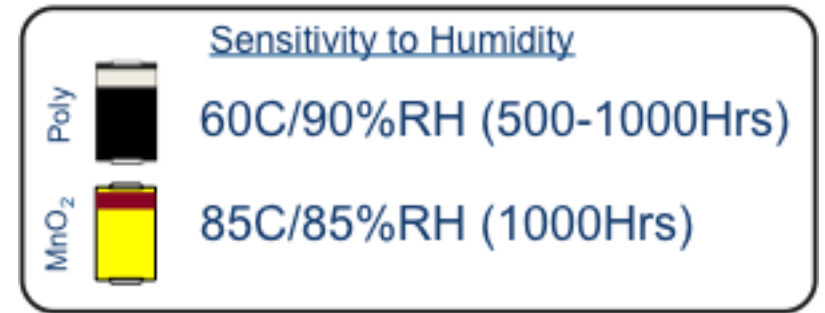 Sensitivity to Humidity
Poly
60C/90%RH (500-1000Hrs)
MnO₂
85C/85%RH (1000Hrs)